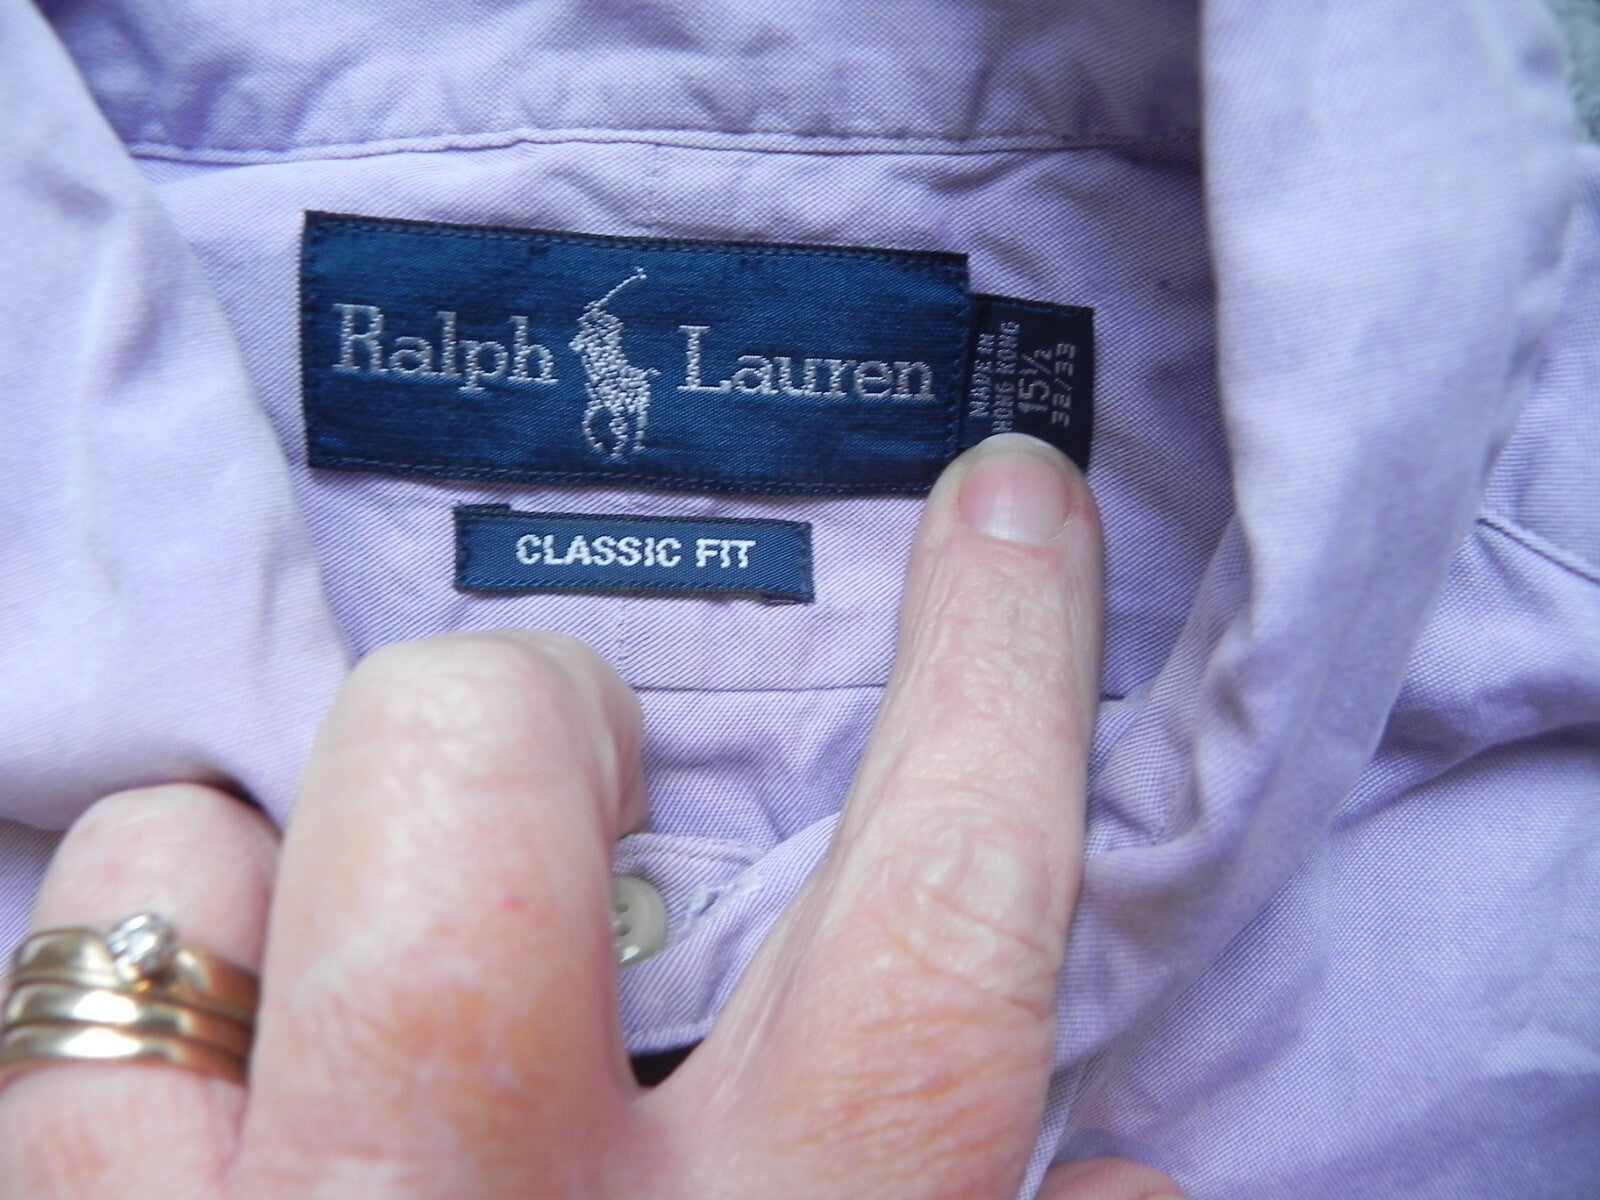 Ralph Lauren
MADE IN
HONG KONG
15½
32/33
CLASSIC FIT